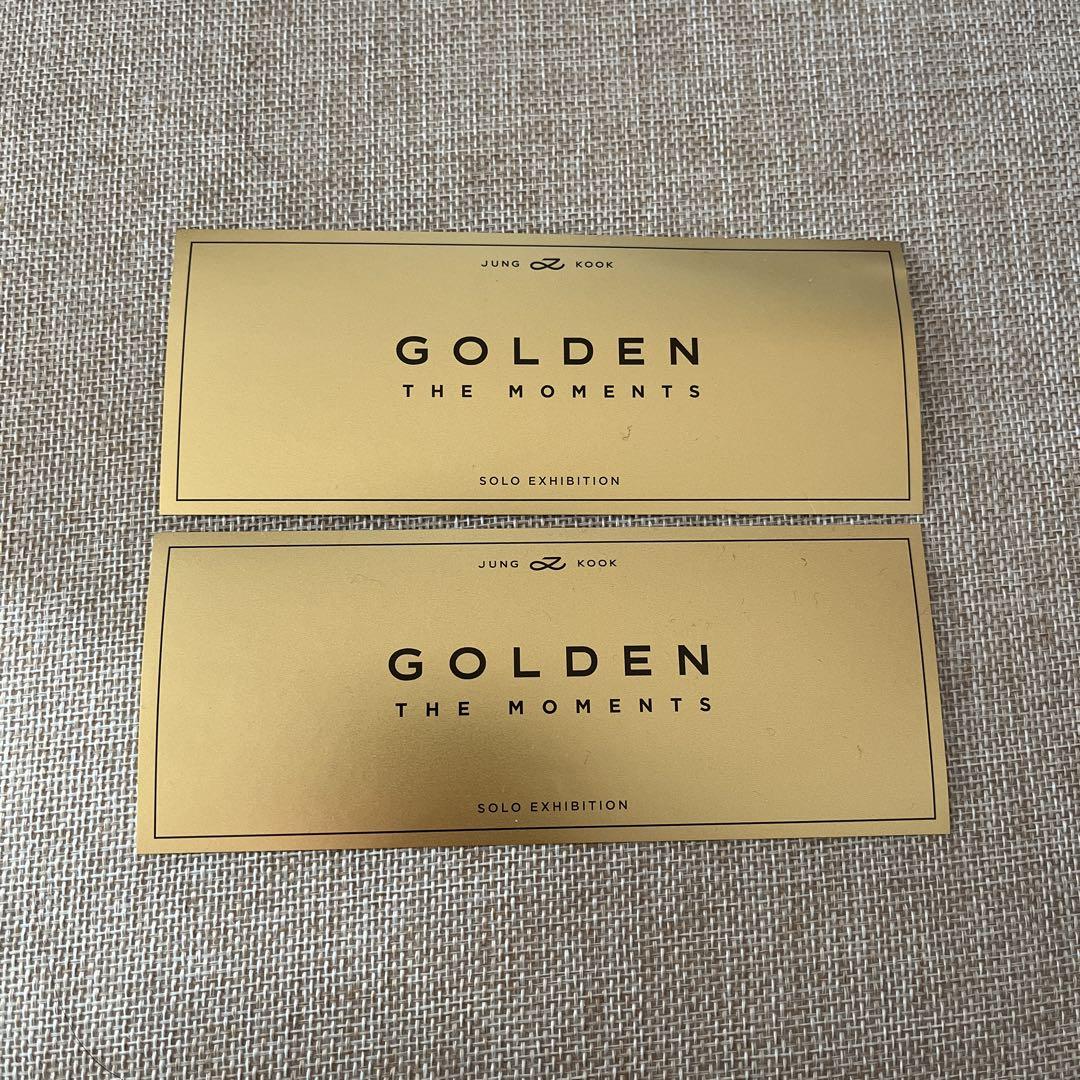 JUNG KOOK
GOLDEN
THE MOMENTS
SOLO EXHIBITION
JUNG KOOK
GOLDEN
THE MOMENTS
SOLO EXHIBITION